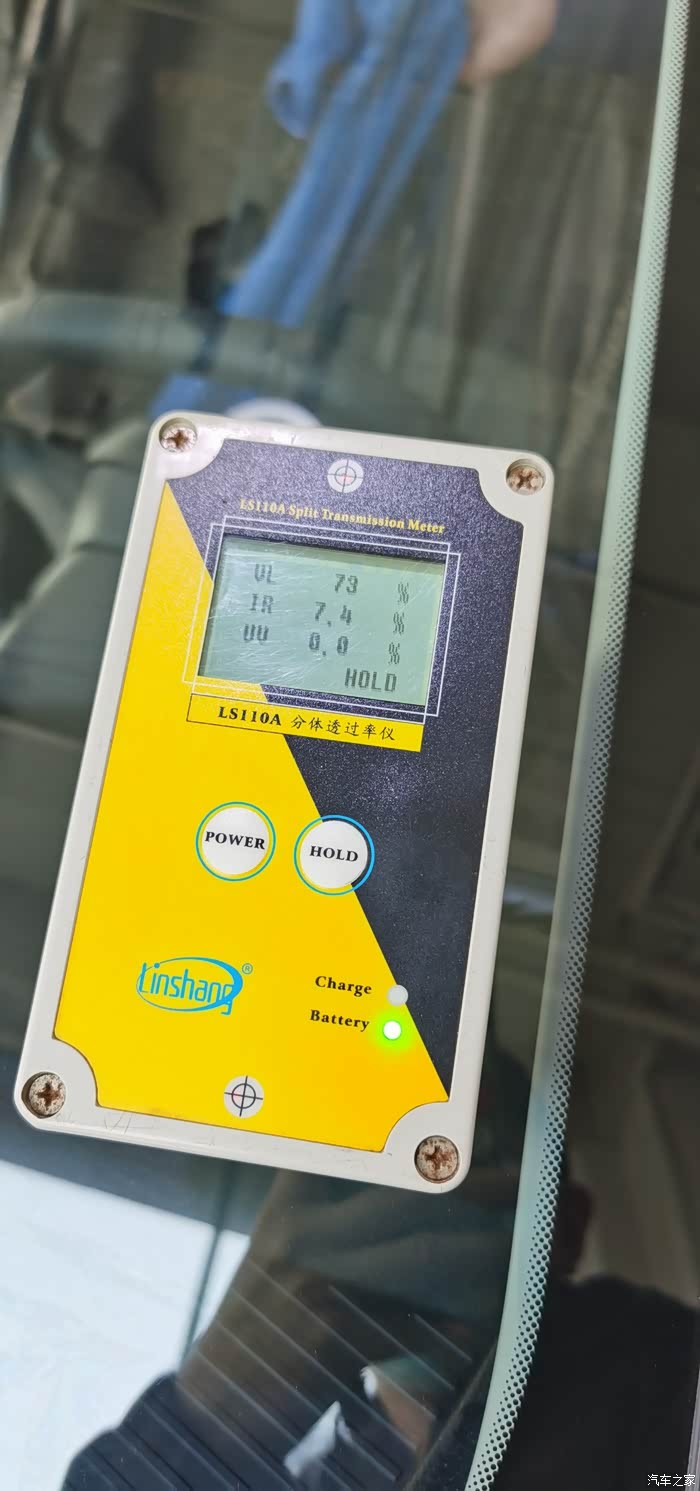 LS110A Split Transmission Meter
VL 73 %
IR 7.4 %
UV 0.0 %
HOLD
LS110A 分体透过率仪
POWER HOLD
Linshang®
Charge
Battery
汽车之家